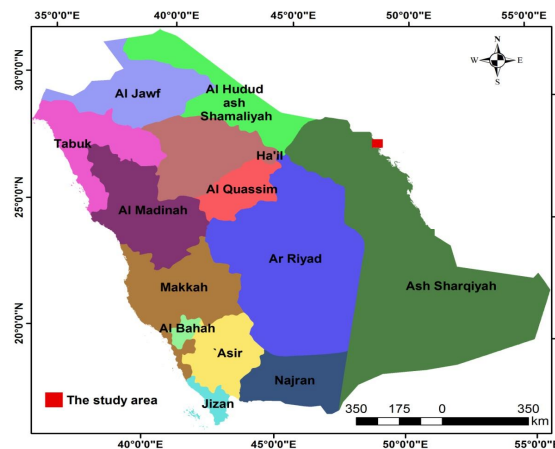 35°0'0"E 40°0'0"E 45°0'0"E 50°0'0"E 55°0'0"E
30°0'0"N
25°0'0"N
20°0'0"N
N
W E
S
Al Jawf
Al Hudud
ash
Shamaliyah
Tabuk
Ha'il
Al Quassim
Al Madinah
Ar Riyad
Makkah
Ash Sharqiyah
Al Bahah
`Asir
Najran
Jizan
The study area
350 175 0 350
km
40°0'0"E 45°0'0"E 50°0'0"E 55°0'0"E